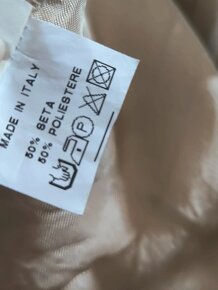 MADE IN ITALY
50% SETA
50% POLIESTERE
P